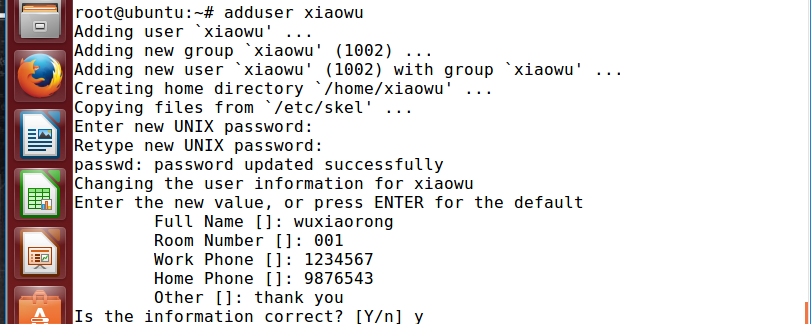 root@ubuntu:~# adduser xiaowu
Adding user `xiaowu' ...
Adding new group `xiaowu' (1002) ...
Adding new user `xiaowu' (1002) with group `xiaowu' ...
Creating home directory `/home/xiaowu' ...
Copying files from `/etc/skel' ...
Enter new UNIX password:
Retype new UNIX password:
passwd: password updated successfully
Changing the user information for xiaowu
Enter the new value, or press ENTER for the default
Full Name []: wuxiaorong
Room Number []: 001
Work Phone []: 1234567
Home Phone []: 9876543
Other []: thank you
Is the information correct? [Y/n] y